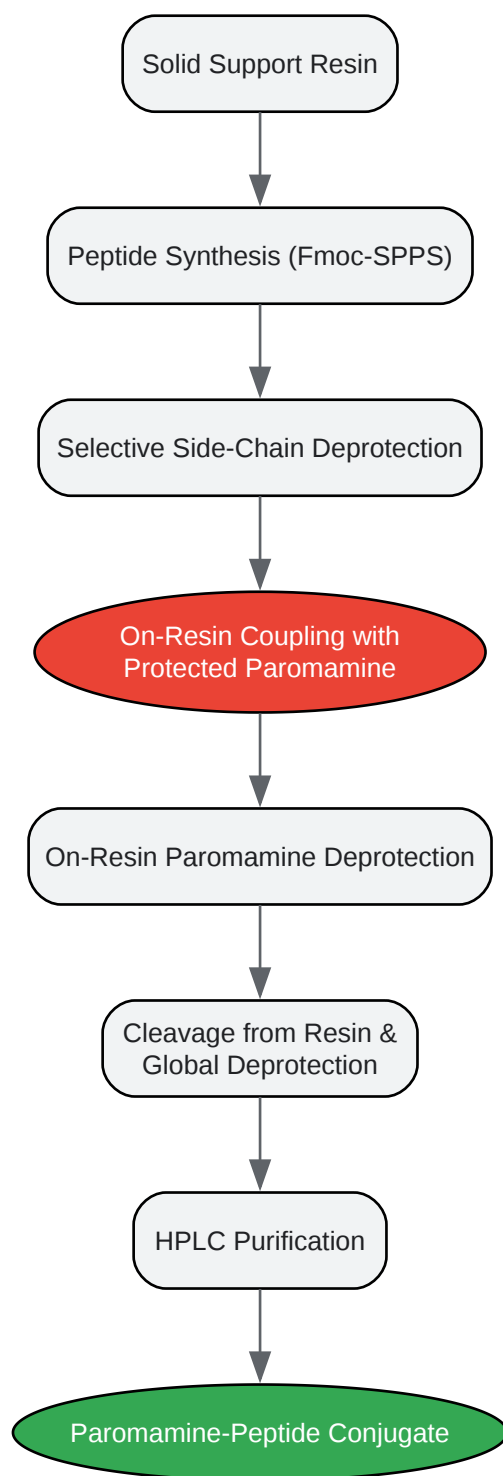 Solid Support Resin
Peptide Synthesis (Fmoc-SPPS)
Selective Side-Chain Deprotection
On-Resin Coupling with
Protected Paromamine
On-Resin Paromamine Deprotection
Cleavage from Resin &
Global Deprotection
HPLC Purification
Paromamine-Peptide Conjugate